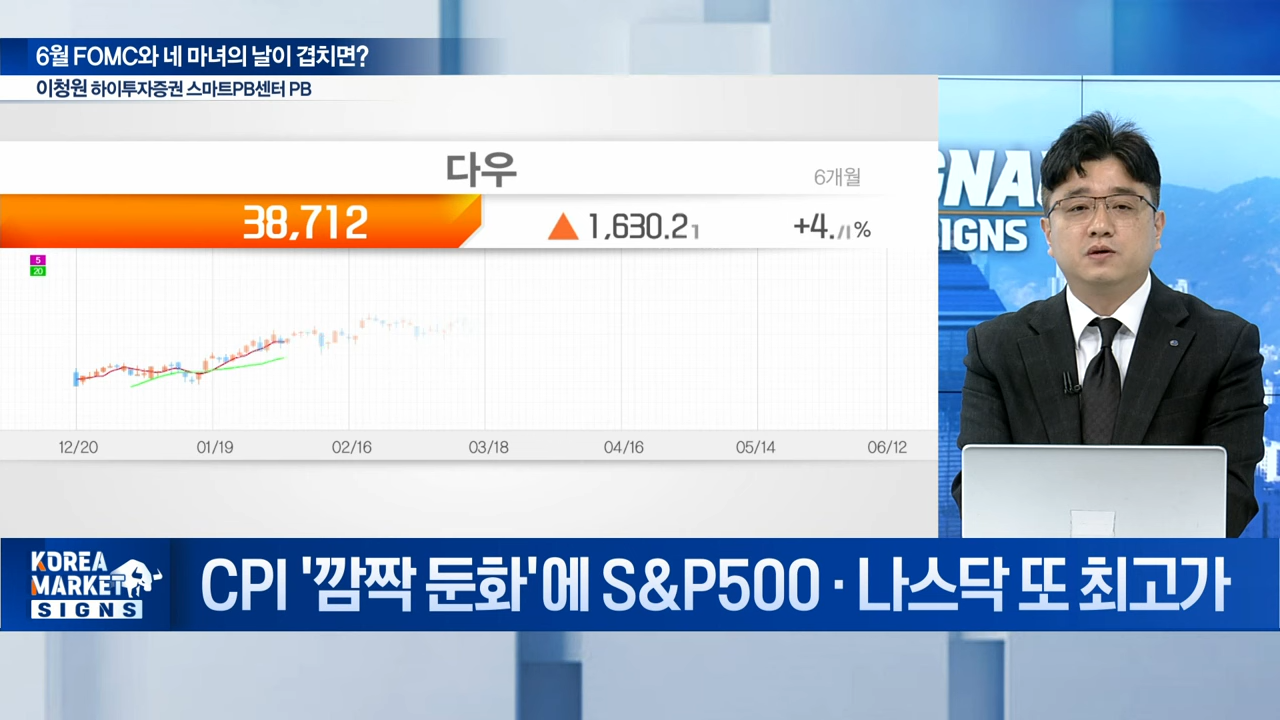 6월 FOMC와 네 마녀의 날이 겹치면?
이청원 하이투자증권 스마트PB센터 PB
다우
6개월
38,712
▲ 1,630.21
+4. %
5
20
12/20 01/19 02/16 03/18 04/16 05/14 06/12
GNA
SIGNS
KOREA
MARKET
SIGNS
CPI '깜짝 둔화'에 S&P500·나스닥 또 최고가